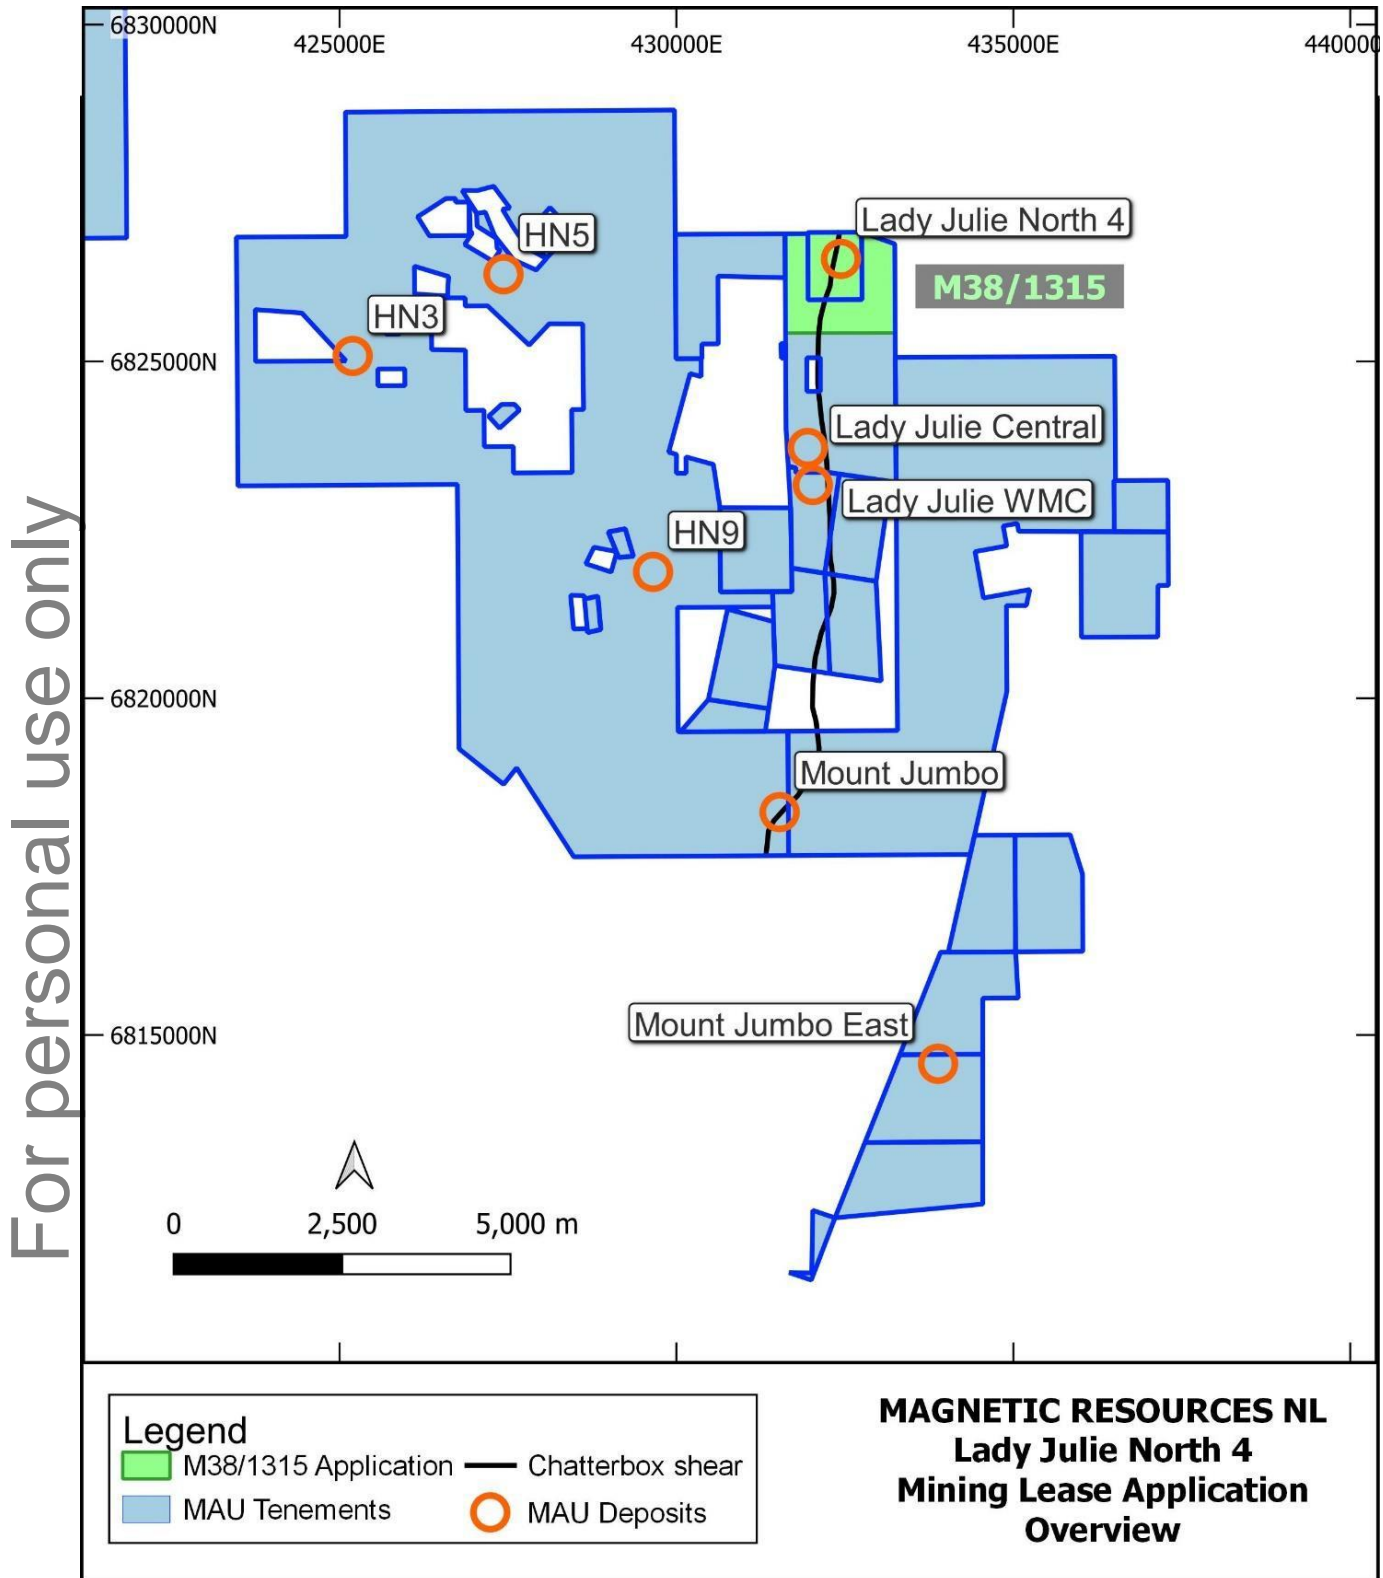 6830000N
425000E
430000E
435000E
440000
Lady Julie North 4
HN5
M38/1315
HN3
6825000N
Lady Julie Central
Lady Julie WMC
HN9
6820000N
Mount Jumbo
Mount Jumbo East
6815000N
0
2,500
5,000 m
For personal use only
Legend
M38/1315 Application
Chatterbox shear
MAU Tenements
MAU Deposits
MAGNETIC RESOURCES NL
Lady Julie North 4
Mining Lease Application
Overview